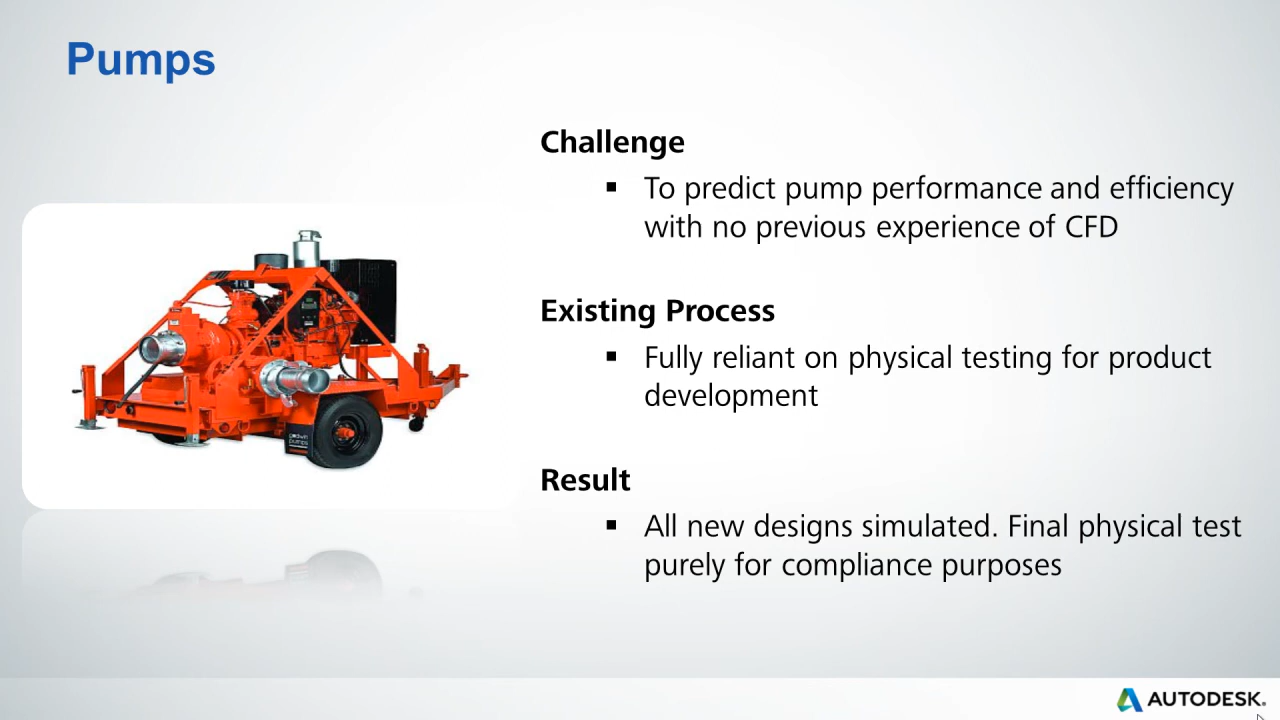 Pumps
Challenge
▪ To predict pump performance and efficiency
with no previous experience of CFD
Existing Process
▪ Fully reliant on physical testing for product
development
Result
▪ All new designs simulated. Final physical test
purely for compliance purposes
pumps
AUTODESK.